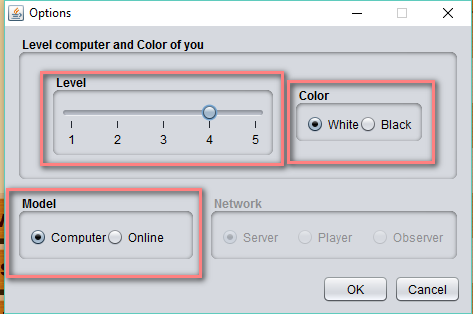 Options
Level computer and Color of you
Level
1 2 3 4 5
Color
White Black
Model
Computer Online
Network
Server Player Observer
OK Cancel